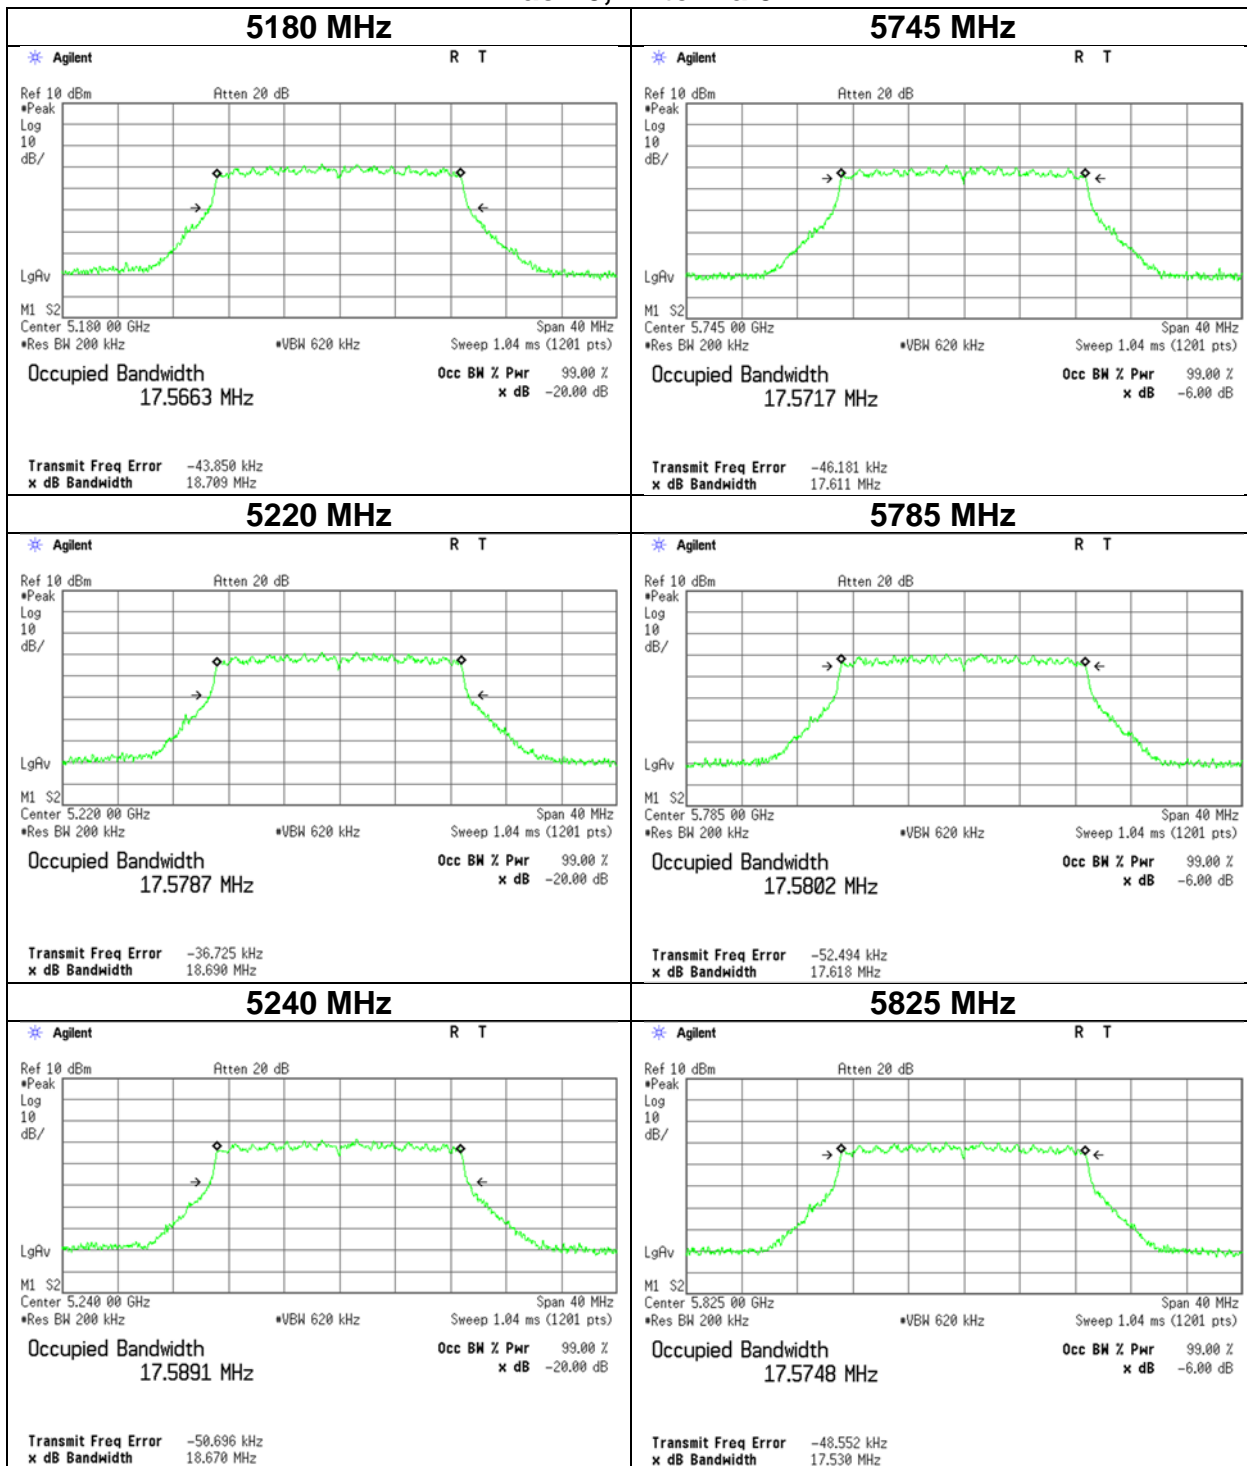 5180 MHz
Agilent R T
Ref 10 dBm Atten 20 dB
*Peak
Log
10
dB/
LgAv
M1 S2
Center 5.180 00 GHz Span 40 MHz
*Res BW 200 kHz *VBW 620 kHz Sweep 1.04 ms (1201 pts)
Occupied Bandwidth Occ BW % Pwr 99.00 %
17.5663 MHz x dB -20.00 dB
Transmit Freq Error -43.850 kHz
x dB Bandwidth 18.709 MHz
5745 MHz
Agilent R T
Ref 10 dBm Atten 20 dB
*Peak
Log
10
dB/
LgAv
M1 S2
Center 5.745 00 GHz Span 40 MHz
*Res BW 200 kHz *VBW 620 kHz Sweep 1.04 ms (1201 pts)
Occupied Bandwidth Occ BW % Pwr 99.00 %
17.5717 MHz x dB -6.00 dB
Transmit Freq Error -46.181 kHz
x dB Bandwidth 17.611 MHz
5220 MHz
Agilent R T
Ref 10 dBm Atten 20 dB
*Peak
Log
10
dB/
LgAv
M1 S2
Center 5.220 00 GHz Span 40 MHz
*Res BW 200 kHz *VBW 620 kHz Sweep 1.04 ms (1201 pts)
Occupied Bandwidth Occ BW % Pwr 99.00 %
17.5787 MHz x dB -20.00 dB
Transmit Freq Error -36.725 kHz
x dB Bandwidth 18.690 MHz
5785 MHz
Agilent R T
Ref 10 dBm Atten 20 dB
*Peak
Log
10
dB/
LgAv
M1 S2
Center 5.785 00 GHz Span 40 MHz
*Res BW 200 kHz *VBW 620 kHz Sweep 1.04 ms (1201 pts)
Occupied Bandwidth Occ BW % Pwr 99.00 %
17.5802 MHz x dB -6.00 dB
Transmit Freq Error -52.494 kHz
x dB Bandwidth 17.618 MHz
5240 MHz
Agilent R T
Ref 10 dBm Atten 20 dB
*Peak
Log
10
dB/
LgAv
M1 S2
Center 5.240 00 GHz Span 40 MHz
*Res BW 200 kHz *VBW 620 kHz Sweep 1.04 ms (1201 pts)
Occupied Bandwidth Occ BW % Pwr 99.00 %
17.5891 MHz x dB -20.00 dB
Transmit Freq Error -50.696 kHz
x dB Bandwidth 18.670 MHz
5825 MHz
Agilent R T
Ref 10 dBm Atten 20 dB
*Peak
Log
10
dB/
LgAv
M1 S2
Center 5.825 00 GHz Span 40 MHz
*Res BW 200 kHz *VBW 620 kHz Sweep 1.04 ms (1201 pts)
Occupied Bandwidth Occ BW % Pwr 99.00 %
17.5748 MHz x dB -6.00 dB
Transmit Freq Error -48.552 kHz
x dB Bandwidth 17.530 MHz